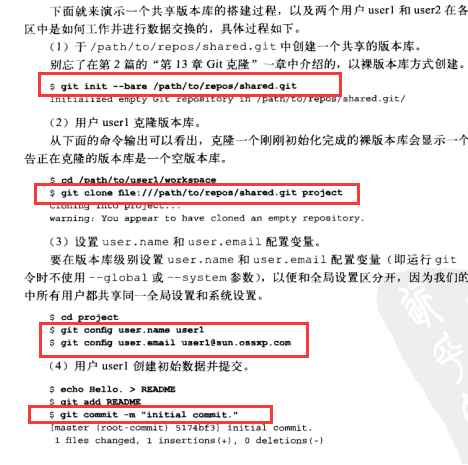 下面就来演示一个共享版本库的搭建过程，以及两个用户 user1 和 user2 在各
区中是如何工作并进行数据交换的，具体过程如下。
（1）于 /path/to/repos/shared.git 中创建一个共享的版本库。
别忘了在第 2 篇的“第 13 章 Git 克隆”一章中介绍的，以裸版本库方式创建。
$ git init --bare /path/to/repos/shared.git
Initialized empty Git repository in /path/to/repos/shared.git/
（2）用户 user1 克隆版本库。
从下面的命令输出可以看出，克隆一个刚刚初始化完成的裸版本库会显示一个
告正在克隆的版本库是一个空版本库。
$ cd /path/to/user1/workspace
$ git clone file:///path/to/repos/shared.git project
Cloning into project...
warning: You appear to have cloned an empty repository.
（3）设置 user.name 和 user.email 配置变量。
要在版本库级别设置 user.name 和 user.email 配置变量（即运行 git
令时不使用 --global 或 --system 参数），以便和全局设置区分开，因为我们的
中所有用户都共享同一全局设置和系统设置。
$ cd project
$ git config user.name user1
$ git config user.email user1@sun.ossxp.com
（4）用户 user1 创建初始数据并提交。
$ echo Hello. > README
$ git add README
$ git commit -m "initial commit."
[master (root-commit) 5174bf3] initial commit.
1 files changed, 1 insertions(+), 0 deletions(-)